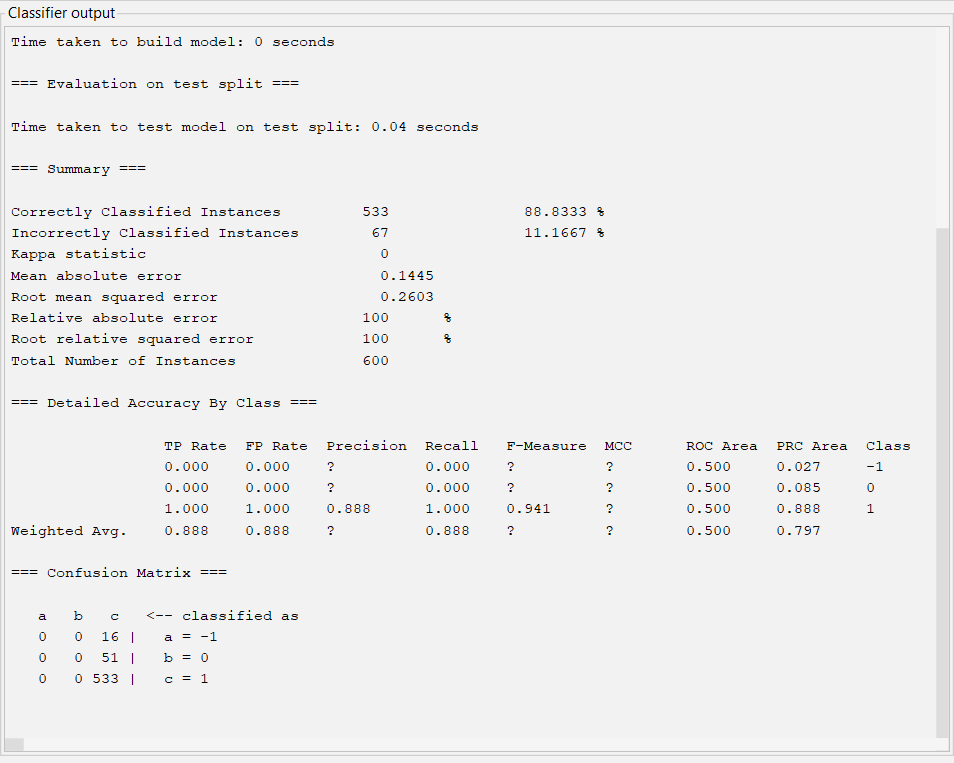 Classifier output
Time taken to build model: 0 seconds
=== Evaluation on test split ===
Time taken to test model on test split: 0.04 seconds
=== Summary ===
Correctly Classified Instances         533               88.8333 %
Incorrectly Classified Instances        67               11.1667 %
Kappa statistic                          0
Mean absolute error                      0.1445
Root mean squared error                  0.2603
Relative absolute error                100      %
Root relative squared error            100      %
Total Number of Instances              600
=== Detailed Accuracy By Class ===
                 TP Rate  FP Rate  Precision  Recall   F-Measure  MCC      ROC Area  PRC Area  Class
                 0.000    0.000    ?          0.000    ?          ?        0.500     0.027     -1
                 0.000    0.000    ?          0.000    ?          ?        0.500     0.085     0
                 1.000    1.000    0.888      1.000    0.941      ?        0.500     0.888     1
Weighted Avg.    0.888    0.888    ?          0.888    ?          ?        0.500     0.797
=== Confusion Matrix ===
   a   b   c   <-- classified as
   0   0  16 |   a = -1
   0   0  51 |   b = 0
   0   0 533 |   c = 1